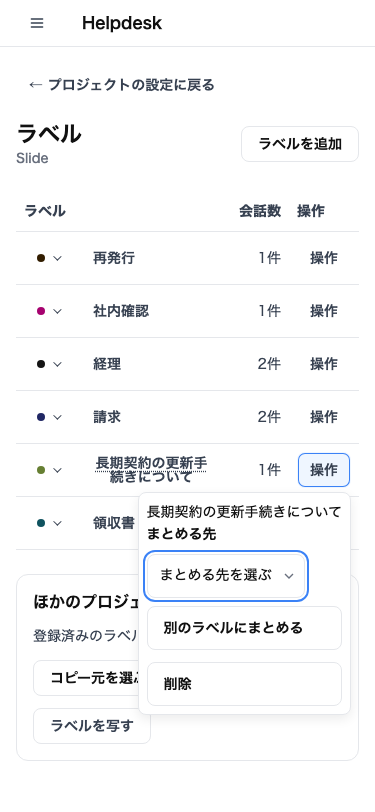 Helpdesk
← プロジェクトの設定に戻る
ラベル
Slide
ラベルを追加
ラベル 会話数 操作
再発行 1件 操作
社内確認 1件 操作
経理 2件 操作
請求 2件 操作
長期契約の更新手
続きについて
1件 操作
領収書
長期契約の更新手続きについて
まとめる先
まとめる先を選ぶ
別のラベルにまとめる
削除
ほかのプロジェ
登録済みのラベル
コピー元を選ぶ
ラベルを写す